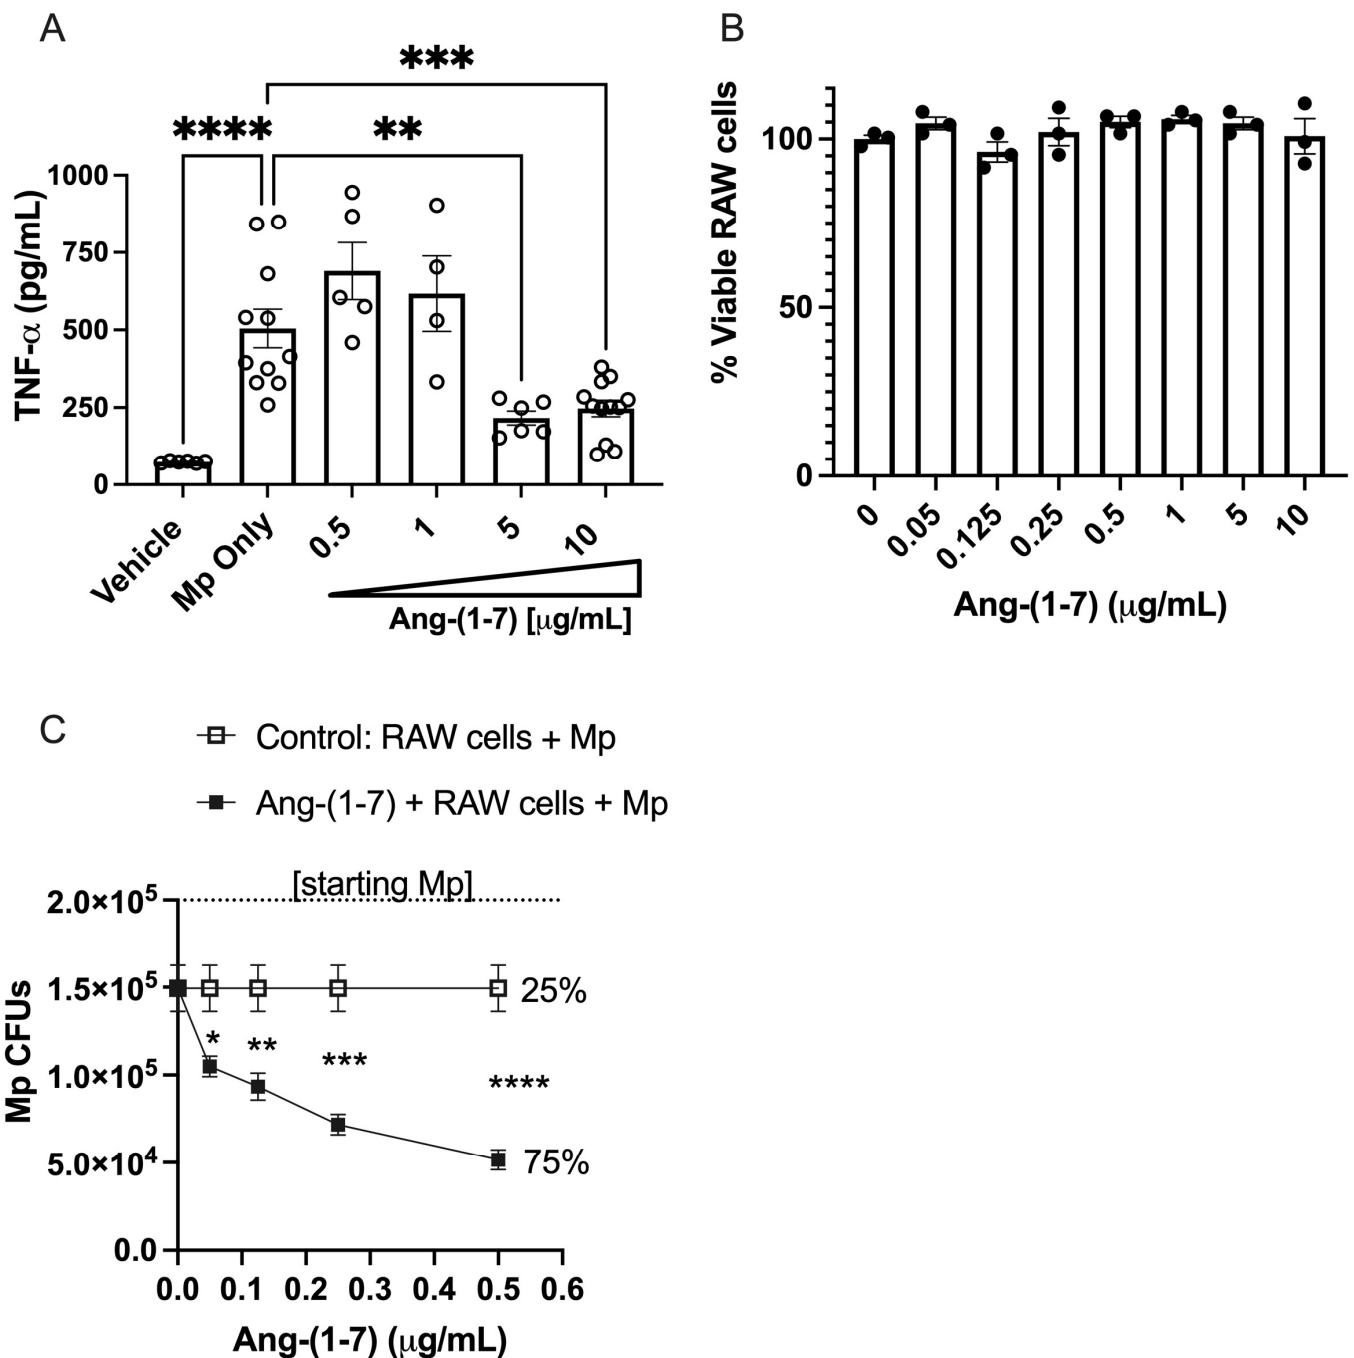 A
***
****
**
1000
750
500
250
0
TNF-α (pg/mL)
Vehicle
Mp Only
0.5
1
5
10
Ang-(1-7) [μg/mL]
B
100
50
0
% Viable RAW cells
0
0.05
0.125
0.25
0.5
1
5
10
Ang-(1-7) (μg/mL)
C
Control: RAW cells + Mp
Ang-(1-7) + RAW cells + Mp
[starting Mp]
2.0×10⁵
1.5×10⁵
1.0×10⁵
5.0×10⁴
0.0
Mp CFUs
25%
*
**
***
****
75%
0.0
0.1
0.2
0.3
0.4
0.5
0.6
Ang-(1-7) (μg/mL)